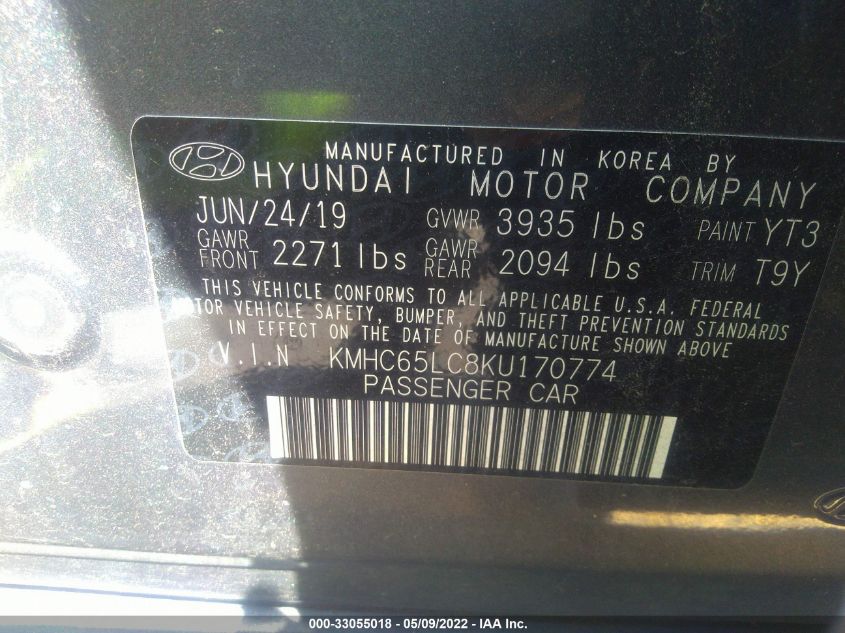 MANUFACTURED IN KOREA BY
HYUNDAI MOTOR COMPANY
JUN/24/19 GVWR 3935 lbs PAINT YT3
GAWR FRONT 2271 lbs GAWR REAR 2094 lbs TRIM T9Y
THIS VEHICLE CONFORMS TO ALL APPLICABLE U.S.A. FEDERAL
MOTOR VEHICLE SAFETY, BUMPER, AND THEFT PREVENTION STANDARDS
IN EFFECT ON THE DATE OF MANUFACTURE SHOWN ABOVE
V.I.N KMHC65LC8KU170774
PASSENGER CAR
000-33055018 - 05/09/2022 - IAA Inc.